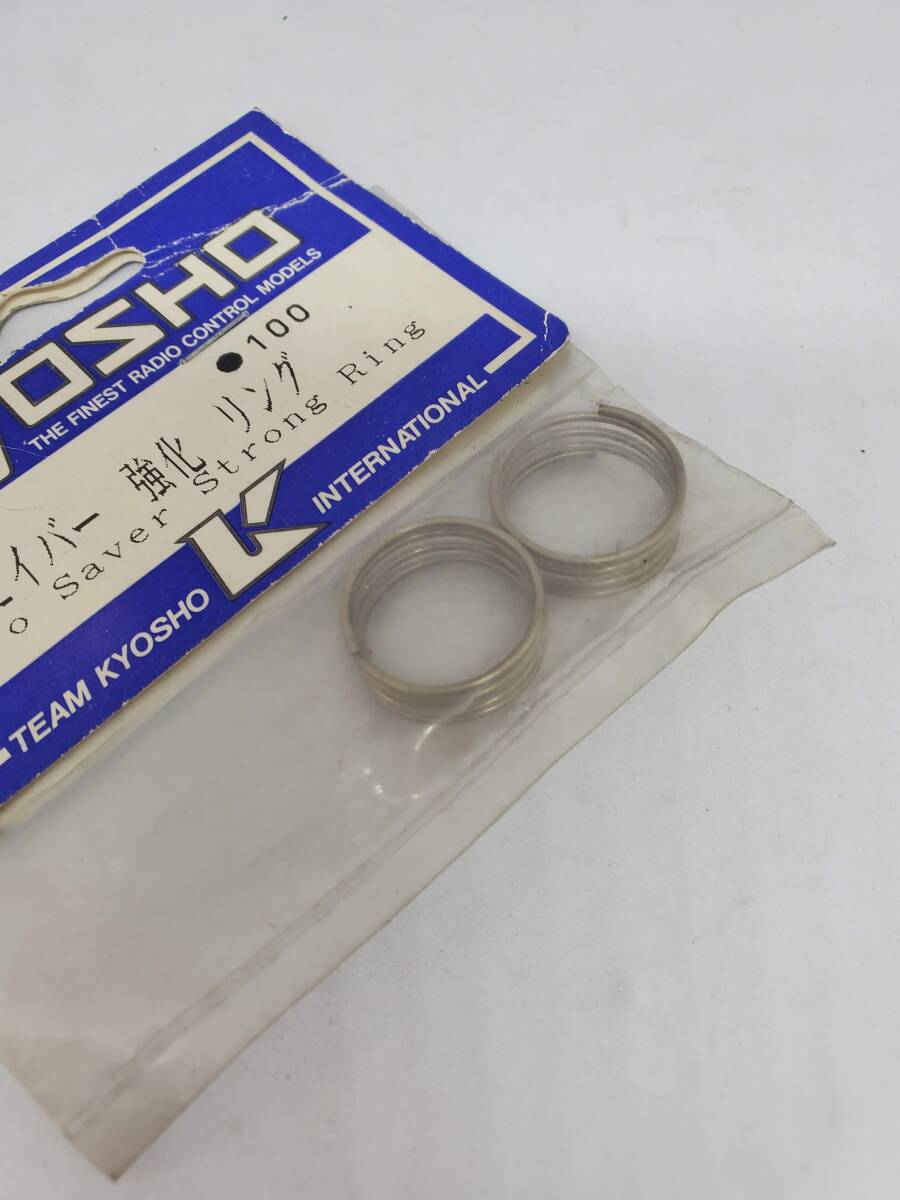 YOSHO
THE FINEST RADIO CONTROL MODELS
●100
イバー 強化 リング
o Saver Strong Ring
TEAM KYOSHO K INTERNATIONAL